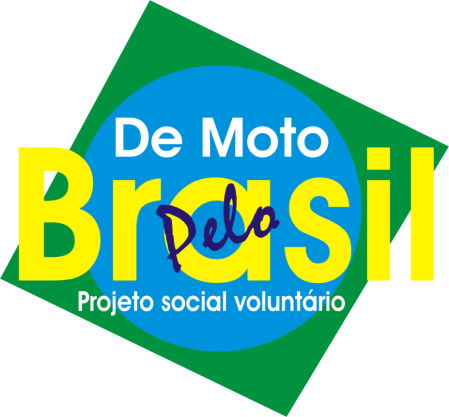 De Moto
Pelo
Brasil
Projeto social voluntário